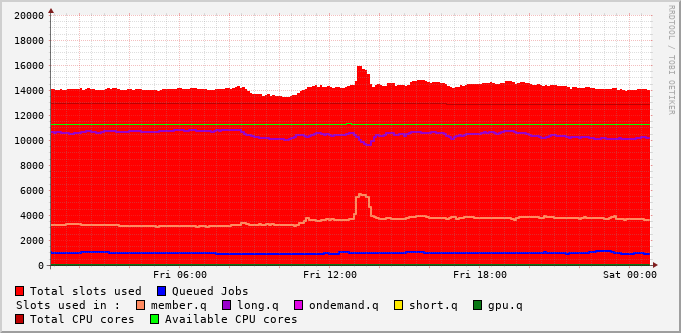 RRDTOOL / TOBI OETIKER
20000
18000
16000
14000
12000
10000
8000
6000
4000
2000
0
Fri 06:00 Fri 12:00 Fri 18:00 Sat 00:00
Total slots used Queued Jobs
Slots used in : member.q long.q ondemand.q short.q gpu.q
Total CPU cores Available CPU cores